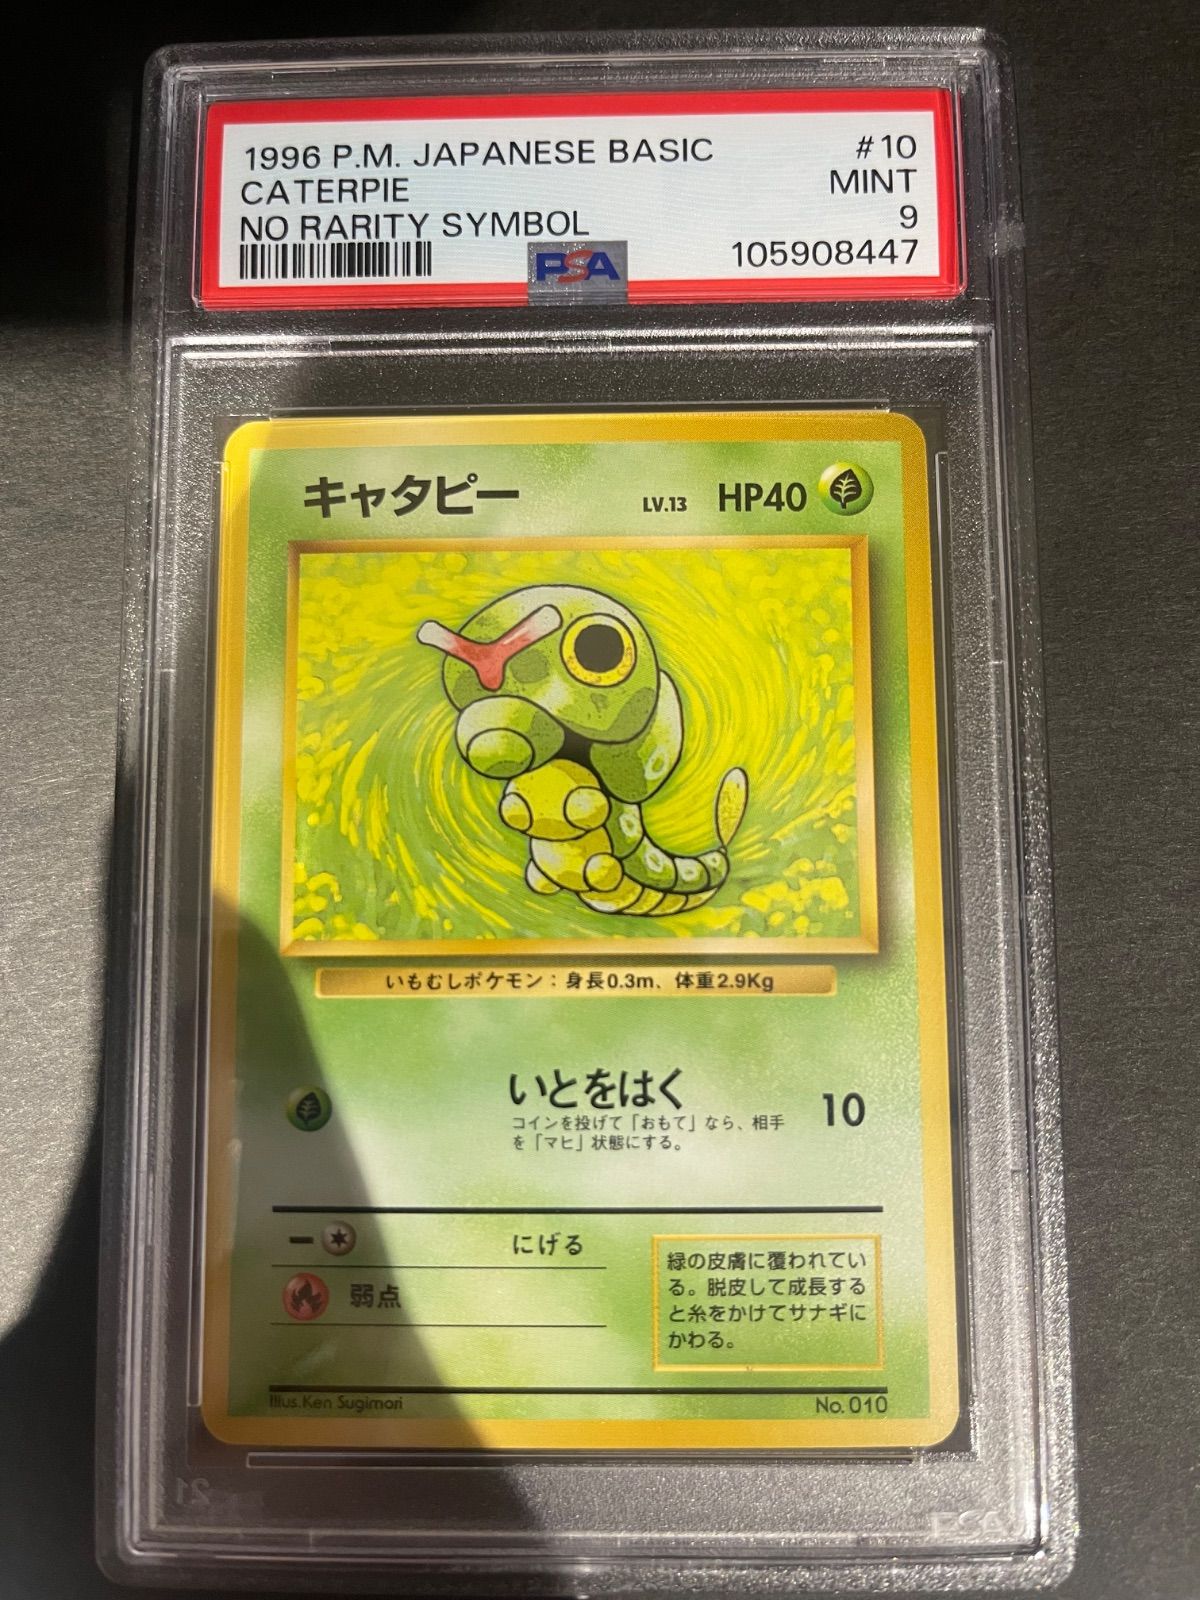 1996 P.M. JAPANESE BASIC #10
CATERPIE MINT
NO RARITY SYMBOL 9
PSA 105908447
キャタピー LV.13 HP40
いもむしポケモン：身長0.3m、体重2.9Kg
いとをはく 10
コインを投げて「おもて」なら、相手
を「マヒ」状態にする。
ー にげる
弱点
緑の皮膚に覆われてい
る。脱皮して成長する
と糸をかけてサナギに
かわる。
Illus.Ken Sugimori No.010
21 PSA